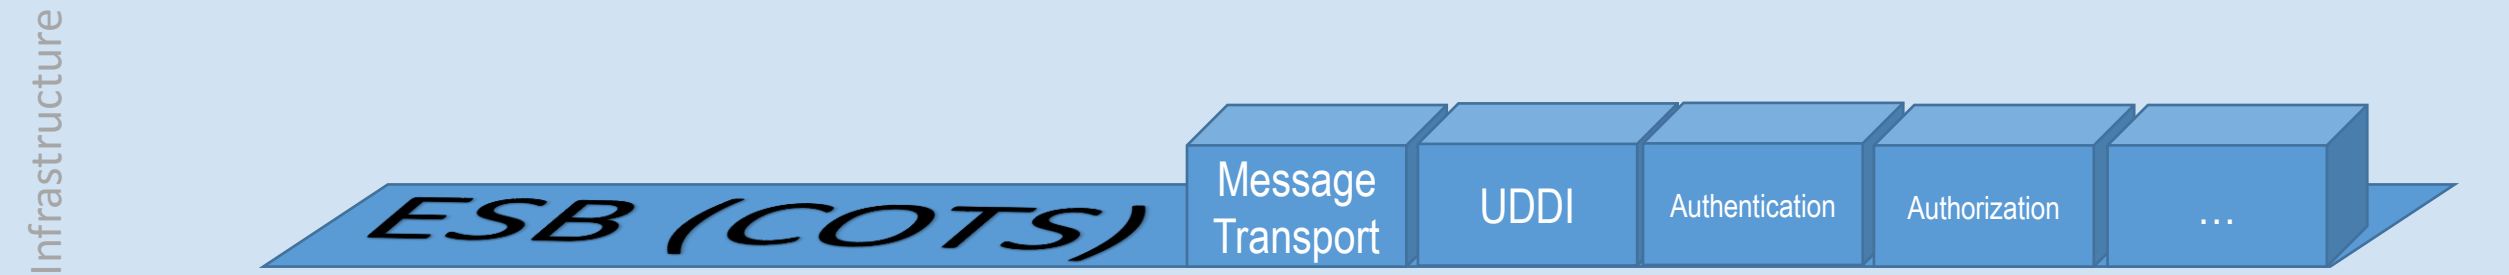 Infrastructure
ESB (COTS)
Message
Transport
UDDI
Authentication
Authorization
...